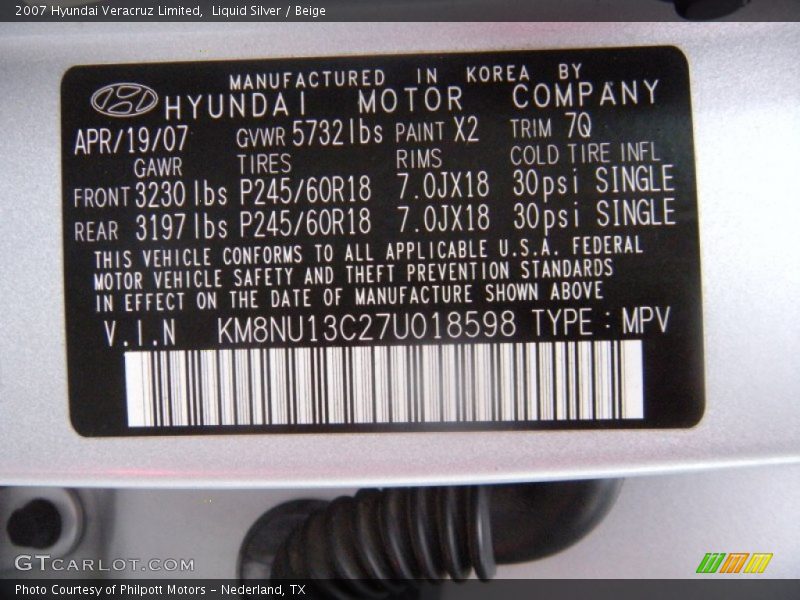 2007 Hyundai Veracruz Limited,  Liquid Silver / Beige
MANUFACTURED IN KOREA BY
HYUNDAI MOTOR COMPANY
APR/19/07 GVWR 5732lbs PAINT X2 TRIM 7Q
GAWR TIRES RIMS COLD TIRE INFL
FRONT 3230 lbs P245/60R18 7.0JX18 30psi SINGLE
REAR 3197 lbs P245/60R18 7.0JX18 30psi SINGLE
THIS VEHICLE CONFORMS TO ALL APPLICABLE U.S.A. FEDERAL
MOTOR VEHICLE SAFETY AND THEFT PREVENTION STANDARDS
IN EFFECT ON THE DATE OF MANUFACTURE SHOWN ABOVE
V.I.N KM8NU13C27U018598 TYPE : MPV
GTCARLOT.COM
Photo Courtesy of Philpott Motors - Nederland, TX